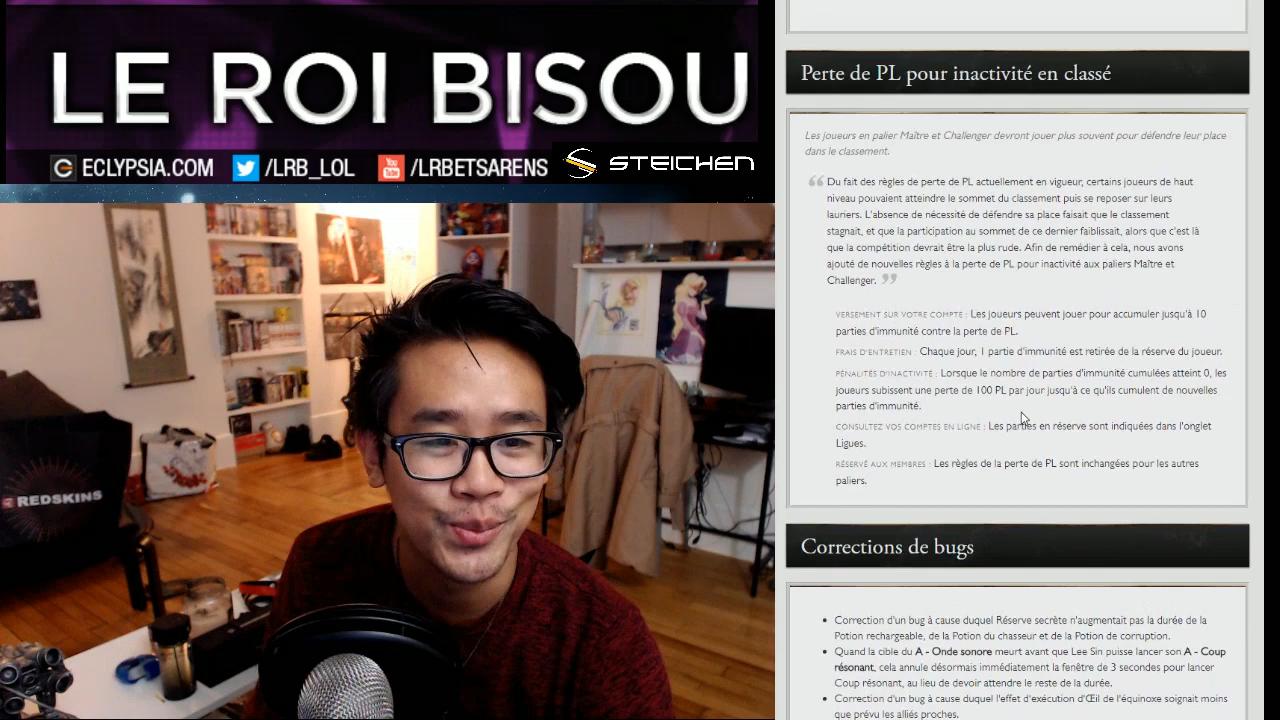 LE ROI BISOU
ECLYPSIA.COM
/LRB_LOL
You Tube
/LRBETSARENS
STEICHEN
REDSKINS
Perte de PL pour inactivité en classé
Les joueurs en palier Maître et Challenger devront jouer plus souvent pour défendre leur place
dans le classement.
Du fait des règles de perte de PL actuellement en vigueur, certains joueurs de haut
niveau pouvaient atteindre le sommet du classement puis se reposer sur leurs
lauriers. L'absence de nécessité de défendre sa place faisait que le classement
stagnait, et que la participation au sommet de ce dernier faiblissait, alors que c'est là
que la compétition devrait être la plus rude. Afin de remédier à cela, nous avons
ajouté de nouvelles règles à la perte de PL pour inactivité aux paliers Maître et
Challenger.
VERSEMENT SUR VOTRE COMPTE : Les joueurs peuvent jouer pour accumuler jusqu'à 10
parties d'immunité contre la perte de PL.
FRAIS D'ENTRETIEN : Chaque jour, 1 partie d'immunité est retirée de la réserve du joueur.
PÉNALITÉS D'INACTIVITÉ : Lorsque le nombre de parties d'immunité cumulées atteint 0, les
joueurs subissent une perte de 100 PL par jour jusqu'à ce qu'ils cumulent de nouvelles
parties d'immunité.
CONSULTEZ VOS COMPTES EN LIGNE : Les parties en réserve sont indiquées dans l'onglet
Ligues.
RÉSERVÉ AUX MEMBRES : Les règles de la perte de PL sont inchangées pour les autres
paliers.
Corrections de bugs
Correction d'un bug à cause duquel Réserve secrète n'augmentait pas la durée de la
Potion rechargeable, de la Potion du chasseur et de la Potion de corruption.
Quand la cible du A - Onde sonore meurt avant que Lee Sin puisse lancer son A - Coup
résonant, cela annule désormais immédiatement la fenêtre de 3 secondes pour lancer
Coup résonant, au lieu de devoir attendre le reste de la durée.
Correction d'un bug à cause duquel l'effet d'exécution d'Œil de l'équinoxe soignait moins
que prévu les alliés proches.